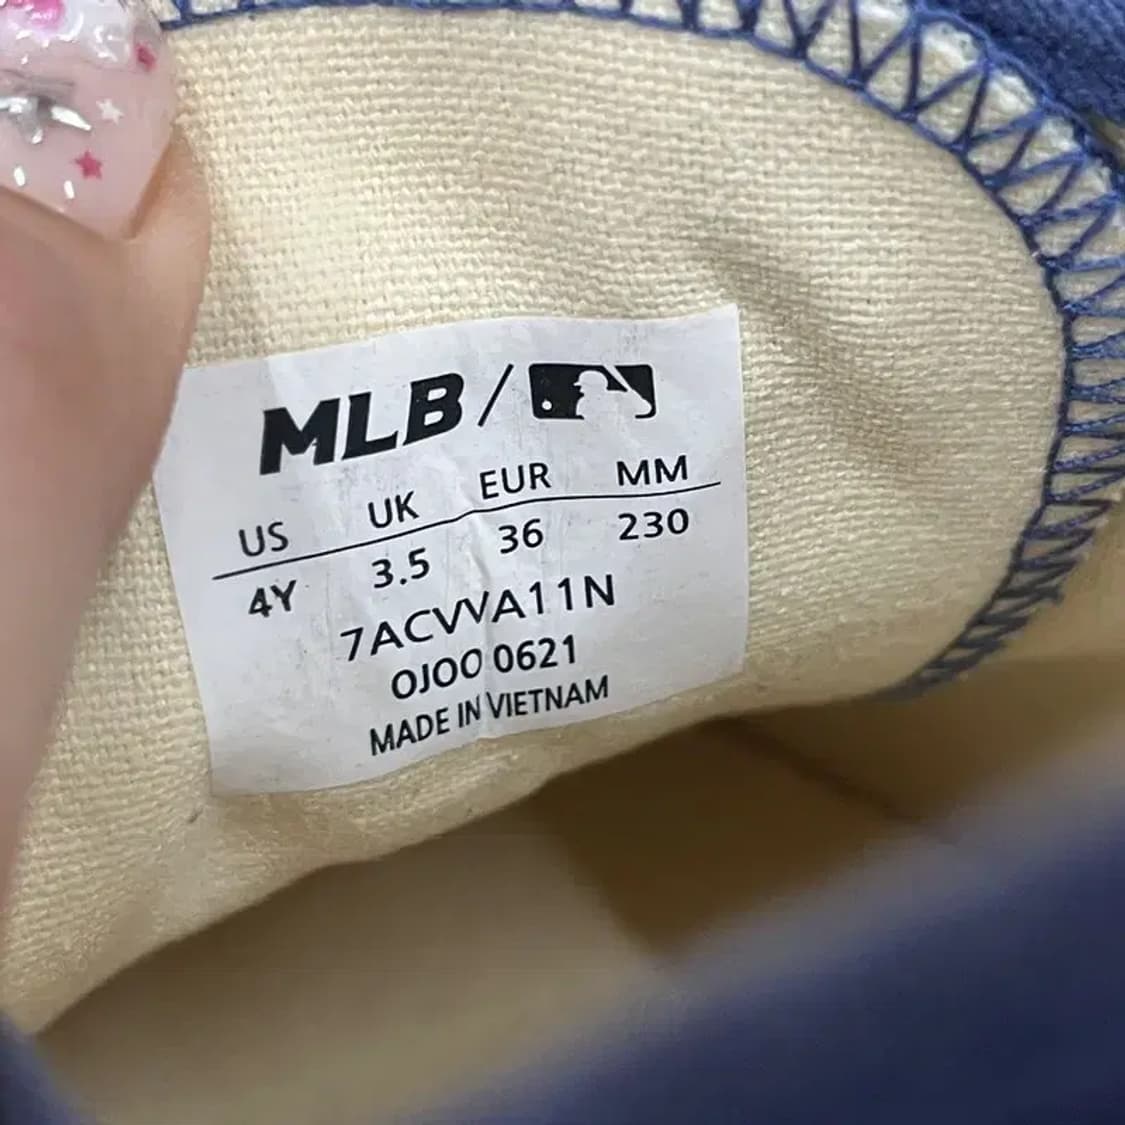 MLB/
US UK EUR MM
4Y 3.5 36 230
7ACVVA11N
OJOO 0621
MADE IN VIETNAM